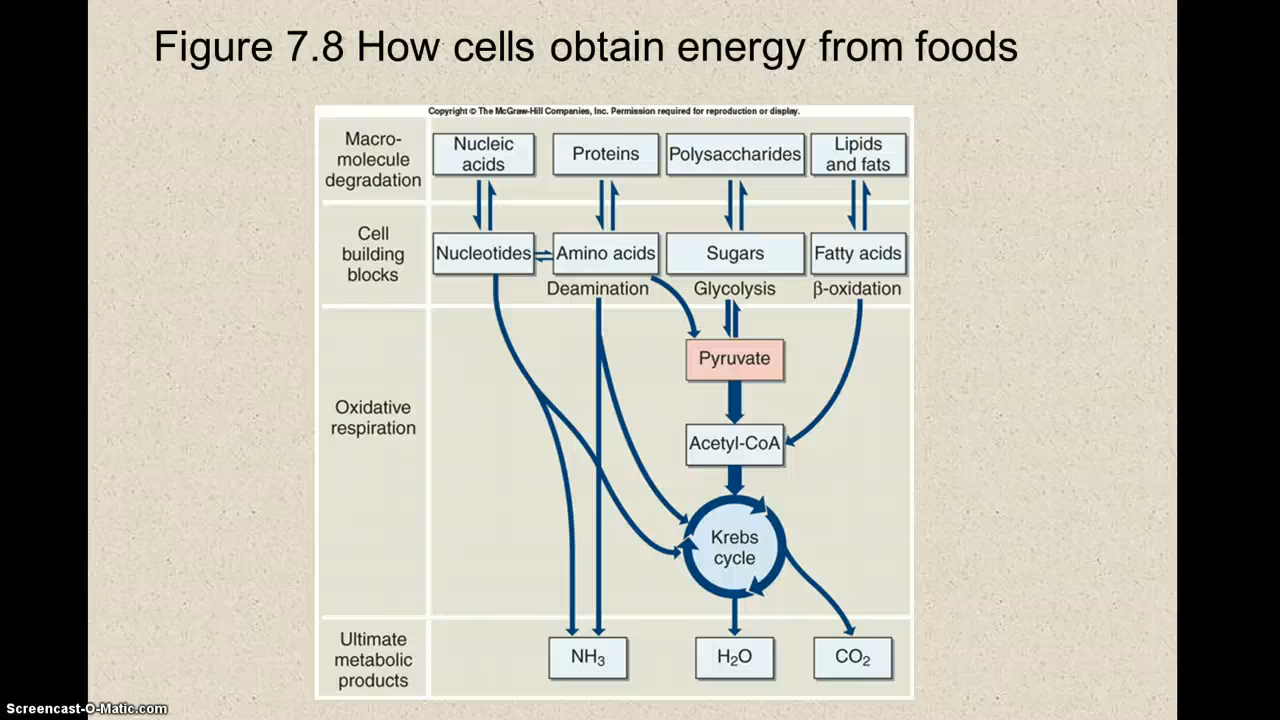 Figure 7.8 How cells obtain energy from foods
Copyright © The McGraw-Hill Companies, Inc. Permission required for reproduction or display.
Macro-
molecule
degradation
Nucleic
acids
Proteins
Polysaccharides
Lipids
and fats
Cell
building
blocks
Nucleotides
Amino acids
Sugars
Fatty acids
Deamination
Glycolysis
β-oxidation
Oxidative
respiration
Pyruvate
Acetyl-CoA
Krebs
cycle
Ultimate
metabolic
products
NH₃
H₂O
CO₂
Screencast-O-Matic.com